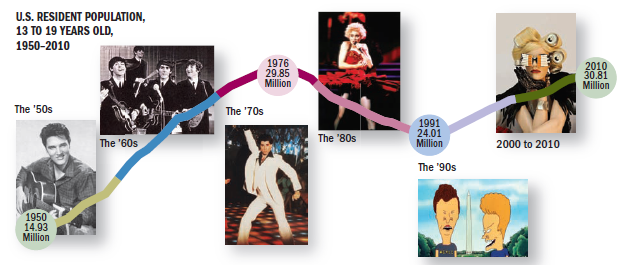 U.S. RESIDENT POPULATION,
13 TO 19 YEARS OLD,
1950–2010
The '50s
1950
14.93
Million
The '60s
1976
29.85
Million
The '70s
The '80s
1991
24.01
Million
The '90s
2000 to 2010
2010
30.81
Million